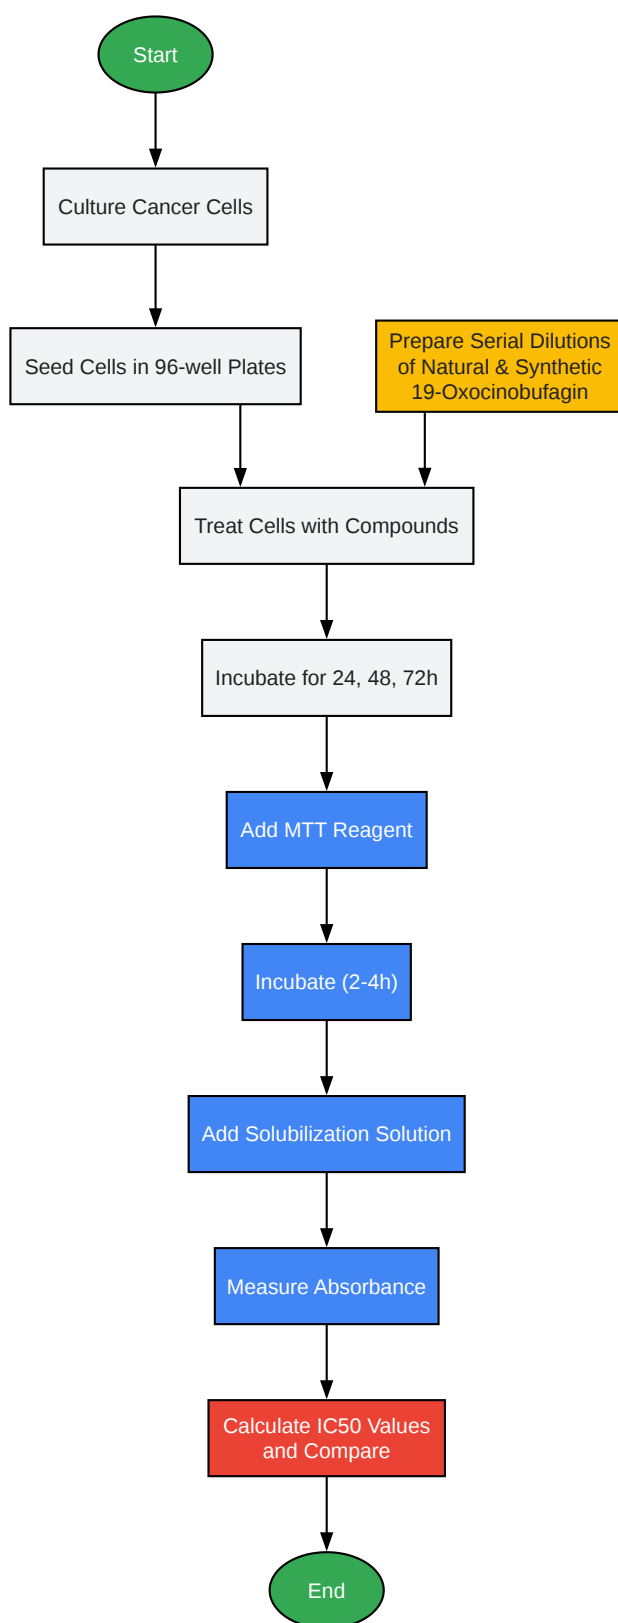 Start
Culture Cancer Cells
Seed Cells in 96-well Plates
Prepare Serial Dilutions
of Natural & Synthetic
19-Oxocinobufagin
Treat Cells with Compounds
Incubate for 24, 48, 72h
Add MTT Reagent
Incubate (2-4h)
Add Solubilization Solution
Measure Absorbance
Calculate IC50 Values
and Compare
End